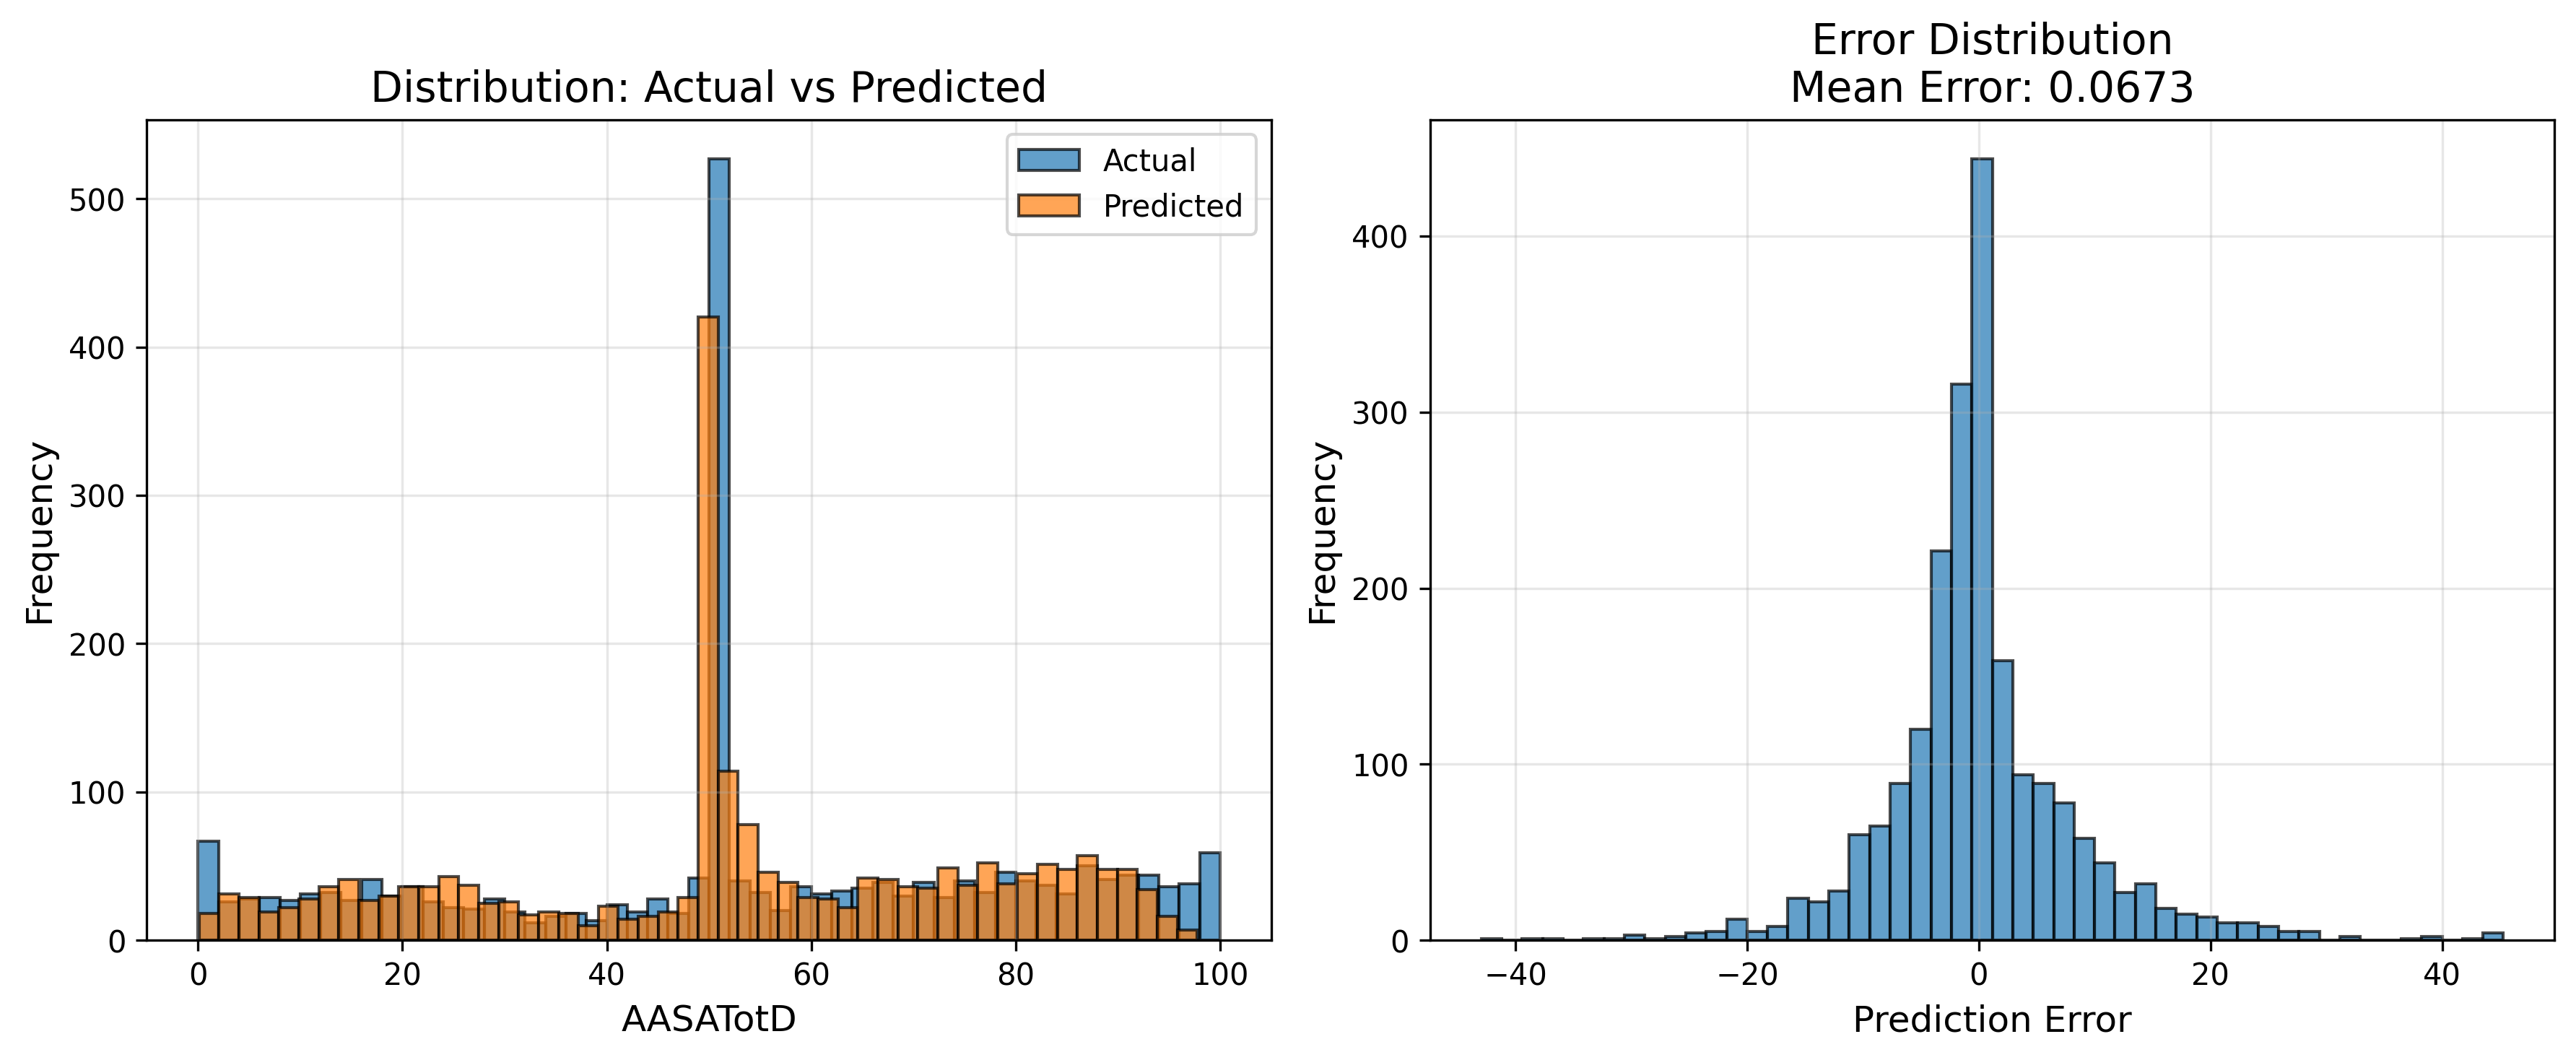 Distribution: Actual vs Predicted
Actual
Predicted
Frequency
500
400
300
200
100
0
0 20 40 60 80 100
AASATotD
Error Distribution
Mean Error: 0.0673
Frequency
400
300
200
100
0
−40 −20 0 20 40
Prediction Error